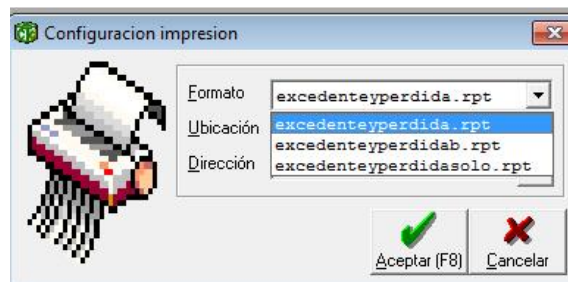 Configuracion impresion
Formato excedenteyperdida.rpt
Ubicación excedenteyperdida.rpt
excedenteyperdidab.rpt
Dirección excedenteyperdidasolo.rpt
Aceptar (F8) Cancelar